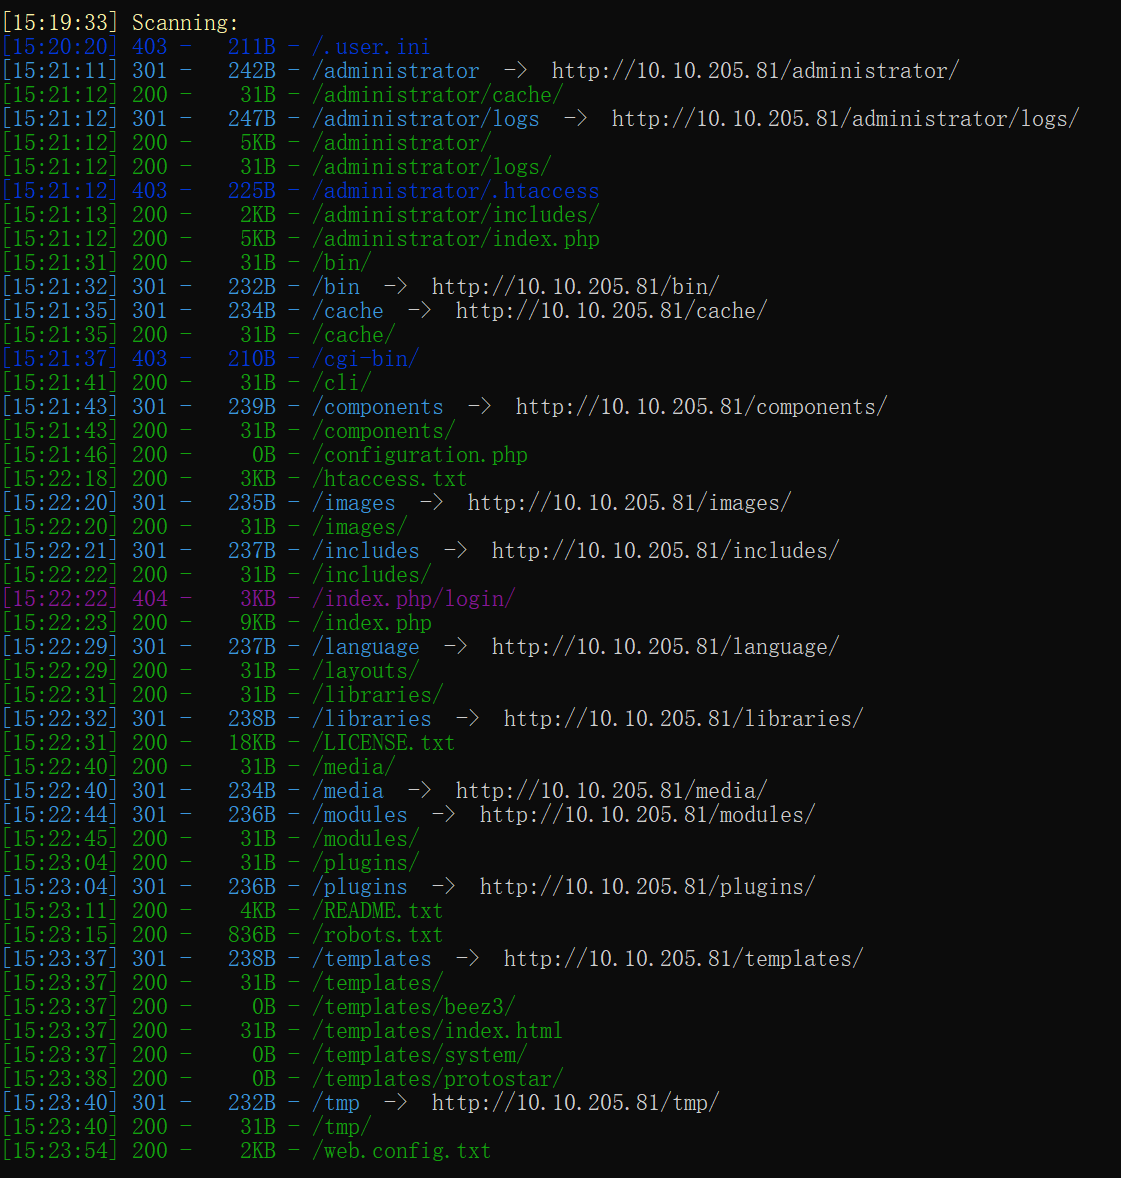 [15:19:33] Scanning:
[15:20:20] 403 -   211B - /.user.ini
[15:21:11] 301 -   242B - /administrator  ->  http://10.10.205.81/administrator/
[15:21:12] 200 -    31B - /administrator/cache/
[15:21:12] 301 -   247B - /administrator/logs  ->  http://10.10.205.81/administrator/logs/
[15:21:12] 200 -    5KB - /administrator/
[15:21:12] 200 -    31B - /administrator/logs/
[15:21:12] 403 -   225B - /administrator/.htaccess
[15:21:13] 200 -    2KB - /administrator/includes/
[15:21:12] 200 -    5KB - /administrator/index.php
[15:21:31] 200 -    31B - /bin/
[15:21:32] 301 -   232B - /bin  ->  http://10.10.205.81/bin/
[15:21:35] 301 -   234B - /cache  ->  http://10.10.205.81/cache/
[15:21:35] 200 -    31B - /cache/
[15:21:37] 403 -   210B - /cgi-bin/
[15:21:41] 200 -    31B - /cli/
[15:21:43] 301 -   239B - /components  ->  http://10.10.205.81/components/
[15:21:43] 200 -    31B - /components/
[15:21:46] 200 -     0B - /configuration.php
[15:22:18] 200 -    3KB - /htaccess.txt
[15:22:20] 301 -   235B - /images  ->  http://10.10.205.81/images/
[15:22:20] 200 -    31B - /images/
[15:22:21] 301 -   237B - /includes  ->  http://10.10.205.81/includes/
[15:22:22] 200 -    31B - /includes/
[15:22:22] 404 -    3KB - /index.php/login/
[15:22:23] 200 -    9KB - /index.php
[15:22:29] 301 -   237B - /language  ->  http://10.10.205.81/language/
[15:22:29] 200 -    31B - /layouts/
[15:22:31] 200 -    31B - /libraries/
[15:22:32] 301 -   238B - /libraries  ->  http://10.10.205.81/libraries/
[15:22:31] 200 -   18KB - /LICENSE.txt
[15:22:40] 200 -    31B - /media/
[15:22:40] 301 -   234B - /media  ->  http://10.10.205.81/media/
[15:22:44] 301 -   236B - /modules  ->  http://10.10.205.81/modules/
[15:22:45] 200 -    31B - /modules/
[15:23:04] 200 -    31B - /plugins/
[15:23:04] 301 -   236B - /plugins  ->  http://10.10.205.81/plugins/
[15:23:11] 200 -    4KB - /README.txt
[15:23:15] 200 -   836B - /robots.txt
[15:23:37] 301 -   238B - /templates  ->  http://10.10.205.81/templates/
[15:23:37] 200 -    31B - /templates/
[15:23:37] 200 -     0B - /templates/beez3/
[15:23:37] 200 -    31B - /templates/index.html
[15:23:37] 200 -     0B - /templates/system/
[15:23:38] 200 -     0B - /templates/protostar/
[15:23:40] 301 -   232B - /tmp  ->  http://10.10.205.81/tmp/
[15:23:40] 200 -    31B - /tmp/
[15:23:54] 200 -    2KB - /web.config.txt